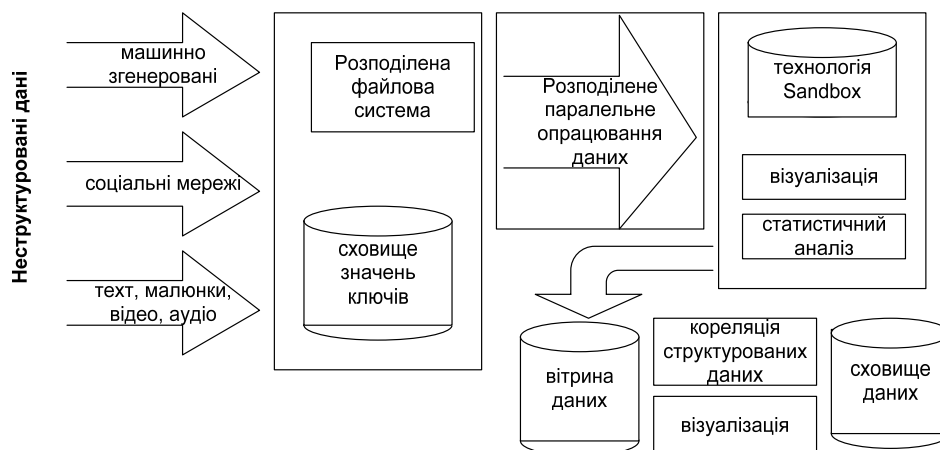 Неструктуровані дані
машинно
згенеровані
соціальні мережі
техт, малюнки,
відео, аудіо
Розподілена
файлова
система
сховище
значень
ключів
Розподілене
паралельне
опрацювання
даних
технологія
Sandbox
візуалізація
статистичний
аналіз
вітрина
даних
кореляція
структурованих
даних
візуалізація
сховище
даних